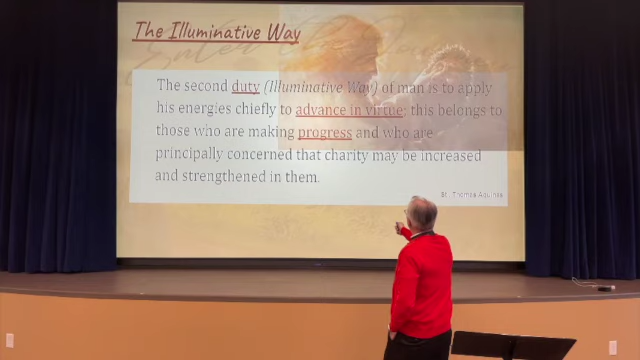 The Illuminative Way
The second duty (Illuminative Way) of man is to apply
his energies chiefly to advance in virtue; this belongs to
those who are making progress and who are
principally concerned that charity may be increased
and strengthened in them.
St. Thomas Aquinas